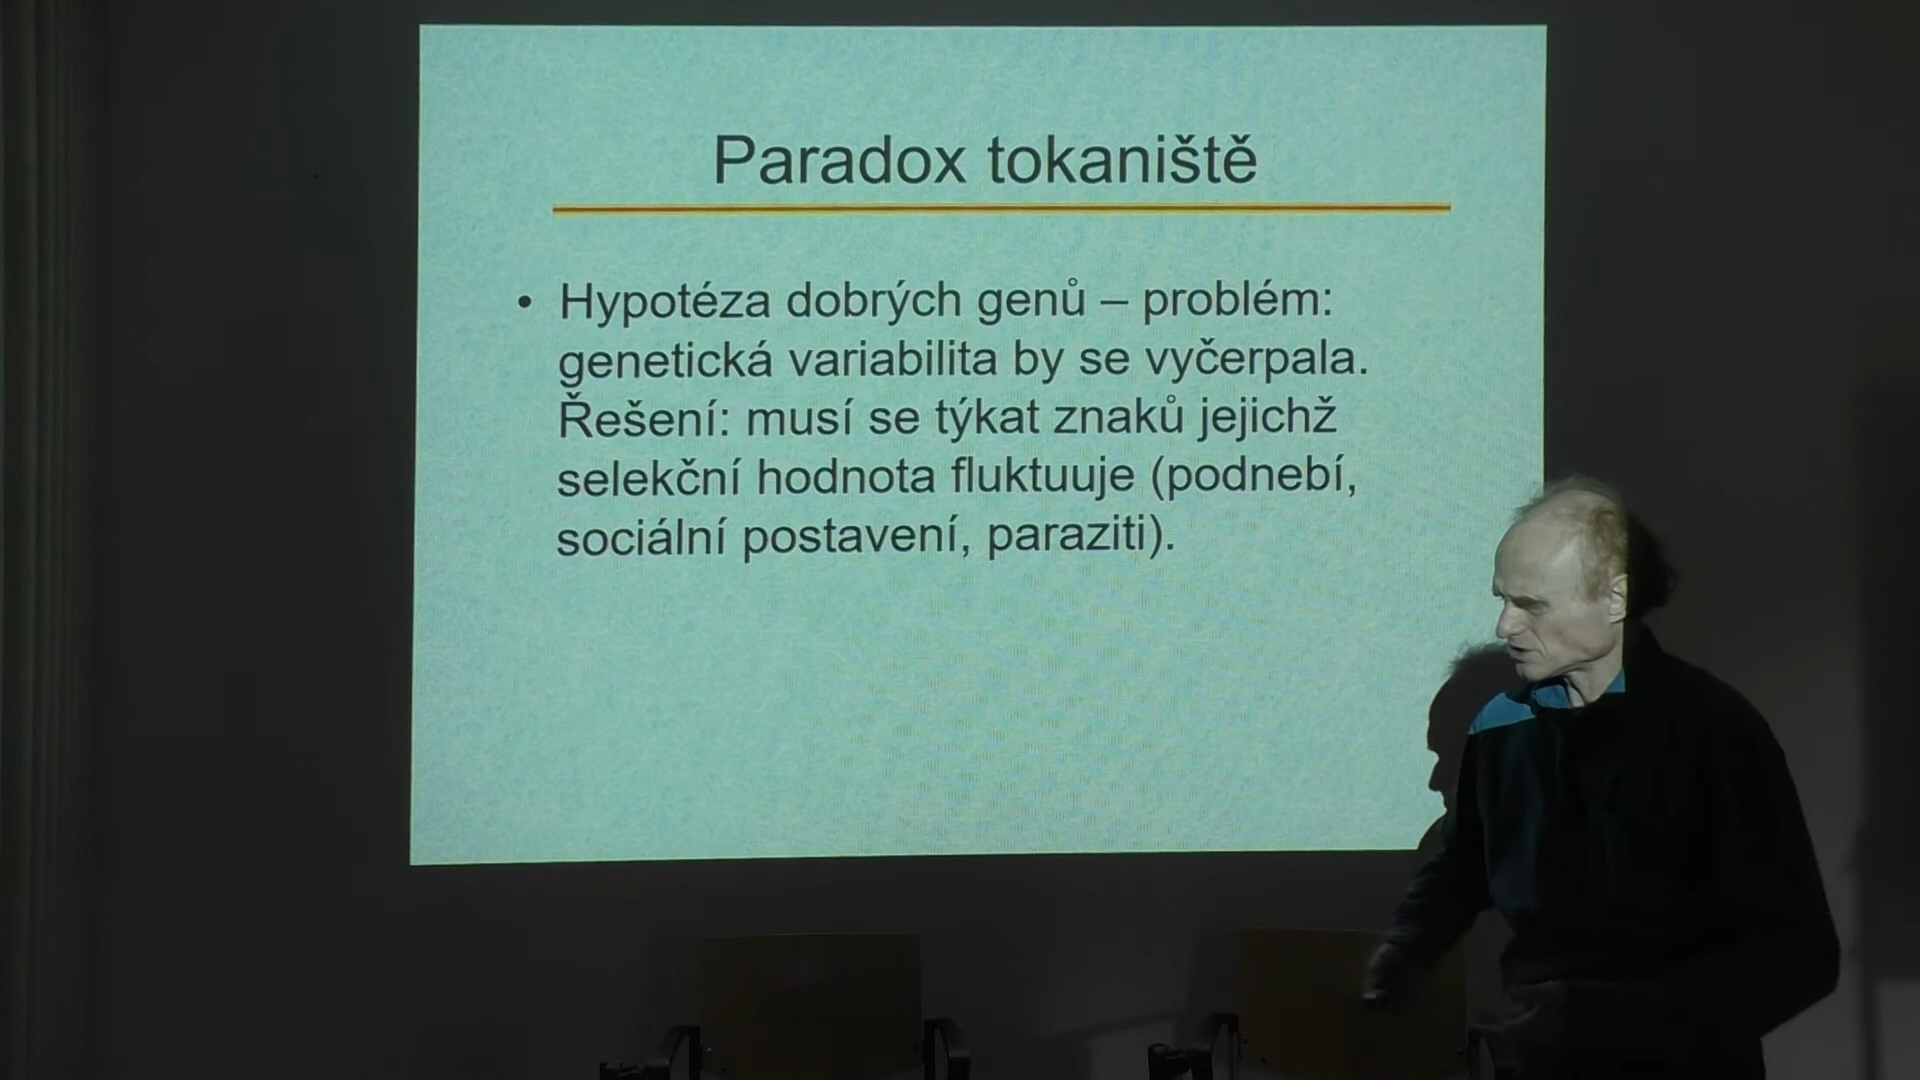 Paradox tokaniště
• Hypotéza dobrých genů – problém:
genetická variabilita by se vyčerpala.
Řešení: musí se týkat znaků jejichž
selekční hodnota fluktuuje (podnebí,
sociální postavení, paraziti).